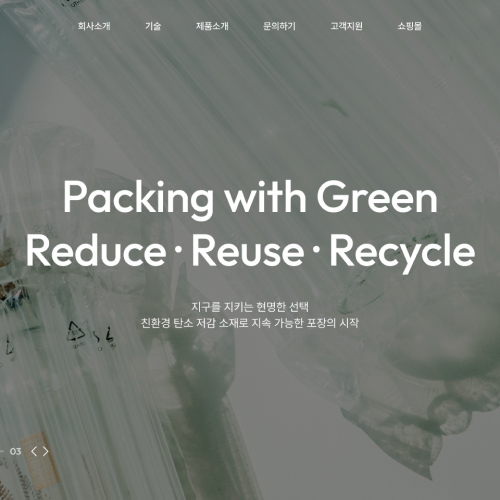 회사소개 기술 제품소개 문의하기 고객지원 쇼핑몰
Packing with Green
Reduce · Reuse · Recycle
지구를 지키는 현명한 선택
친환경 탄소 저감 소재로 지속 가능한 포장의 시작
03